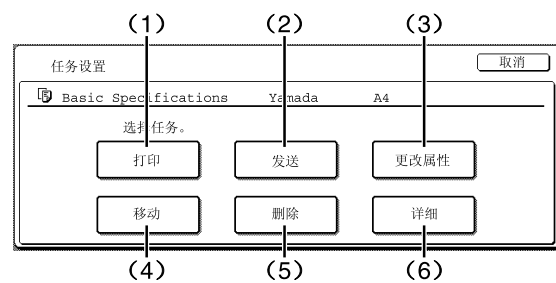 (1) (2) (3)
任务设置 取消
Basic Specifications Yamada A4
选择任务。
打印 发送 更改属性
移动 删除 详细
(4) (5) (6)